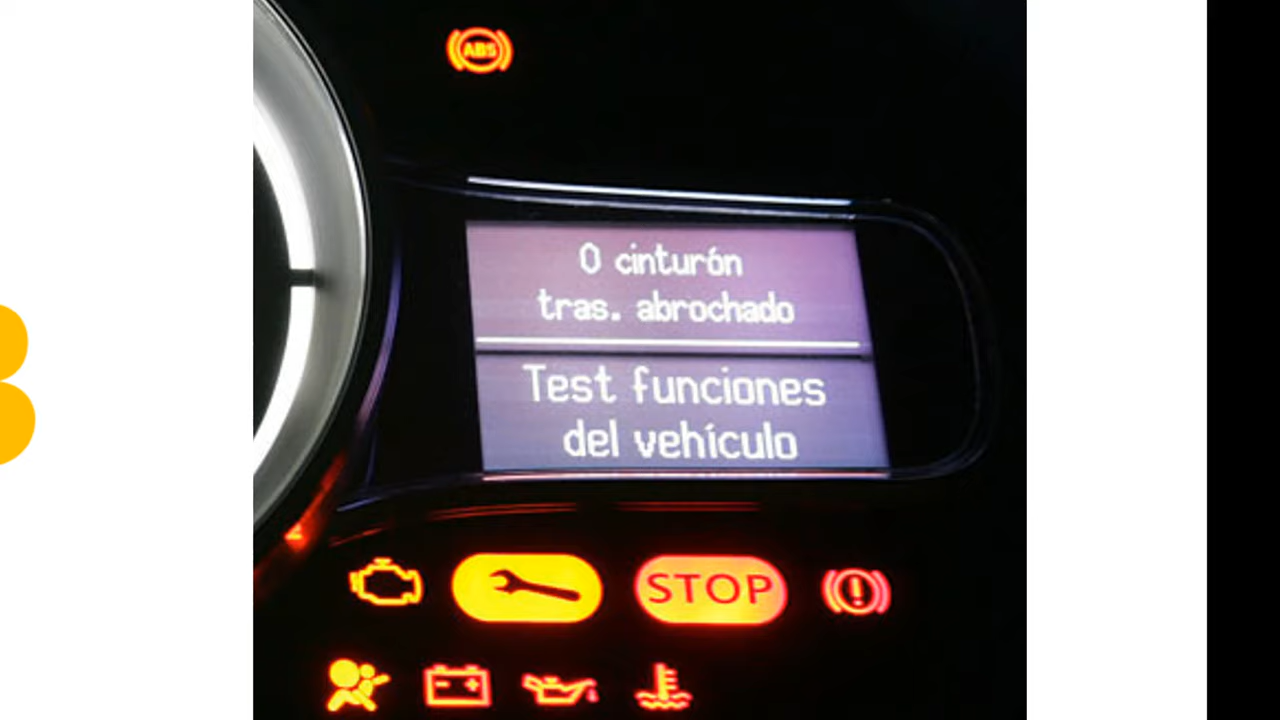 ABS
0 cinturón
tras. abrochado
Test funciones
del vehículo
STOP